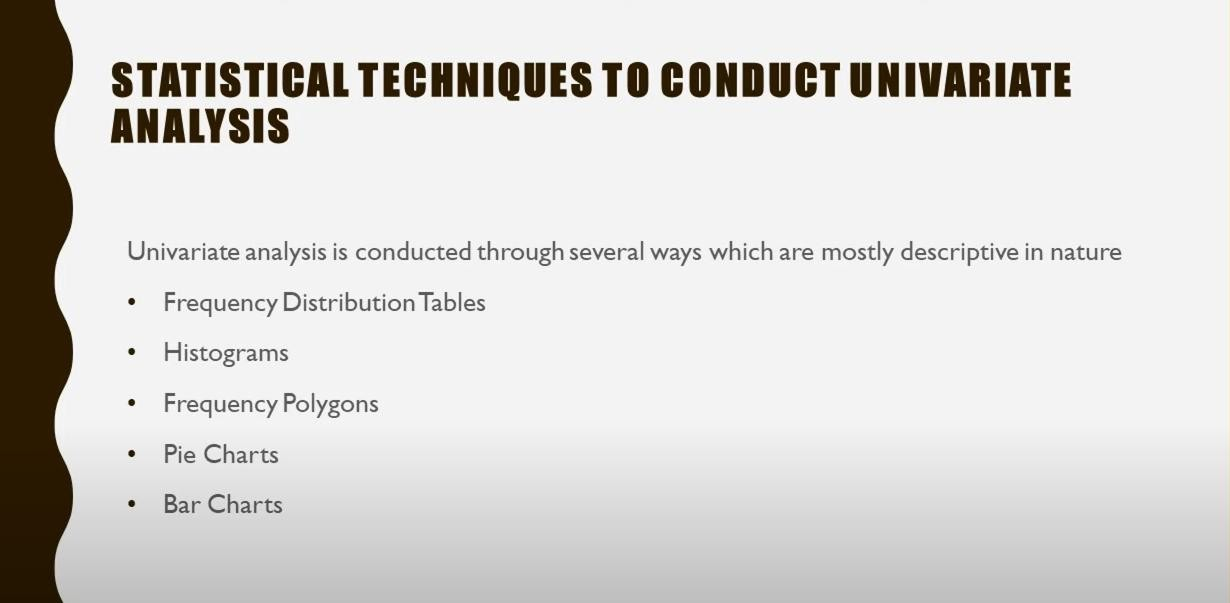 STATISTICAL TECHNIQUES TO CONDUCT UNIVARIATE
ANALYSIS
Univariate analysis is conducted through several ways which are mostly descriptive in nature
• Frequency Distribution Tables
• Histograms
• Frequency Polygons
• Pie Charts
• Bar Charts